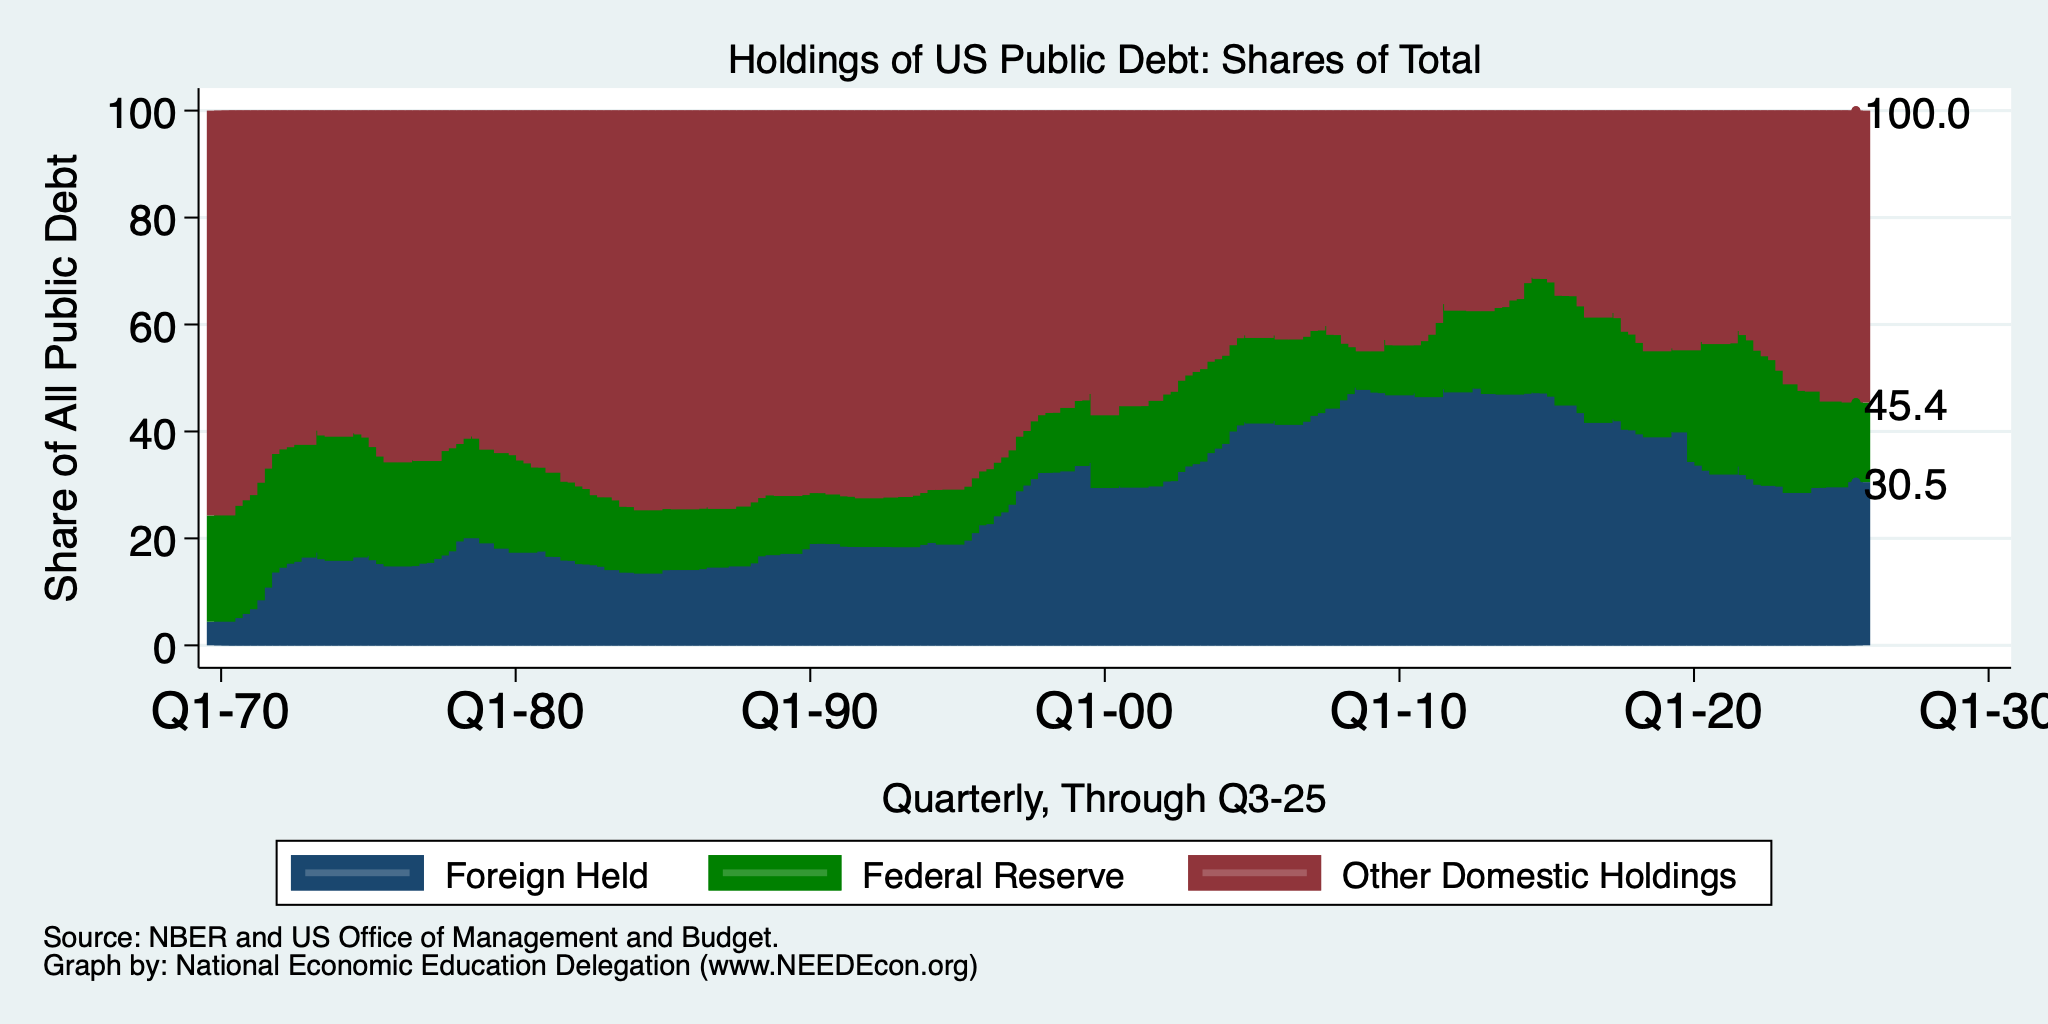 Holdings of US Public Debt: Shares of Total
Share of All Public Debt
100
80
60
40
20
0
100.0
45.4
30.5
Q1-70 Q1-80 Q1-90 Q1-00 Q1-10 Q1-20 Q1-30
Quarterly, Through Q3-25
Foreign Held Federal Reserve Other Domestic Holdings
Source: NBER and US Office of Management and Budget.
Graph by: National Economic Education Delegation (www.NEEDEcon.org)